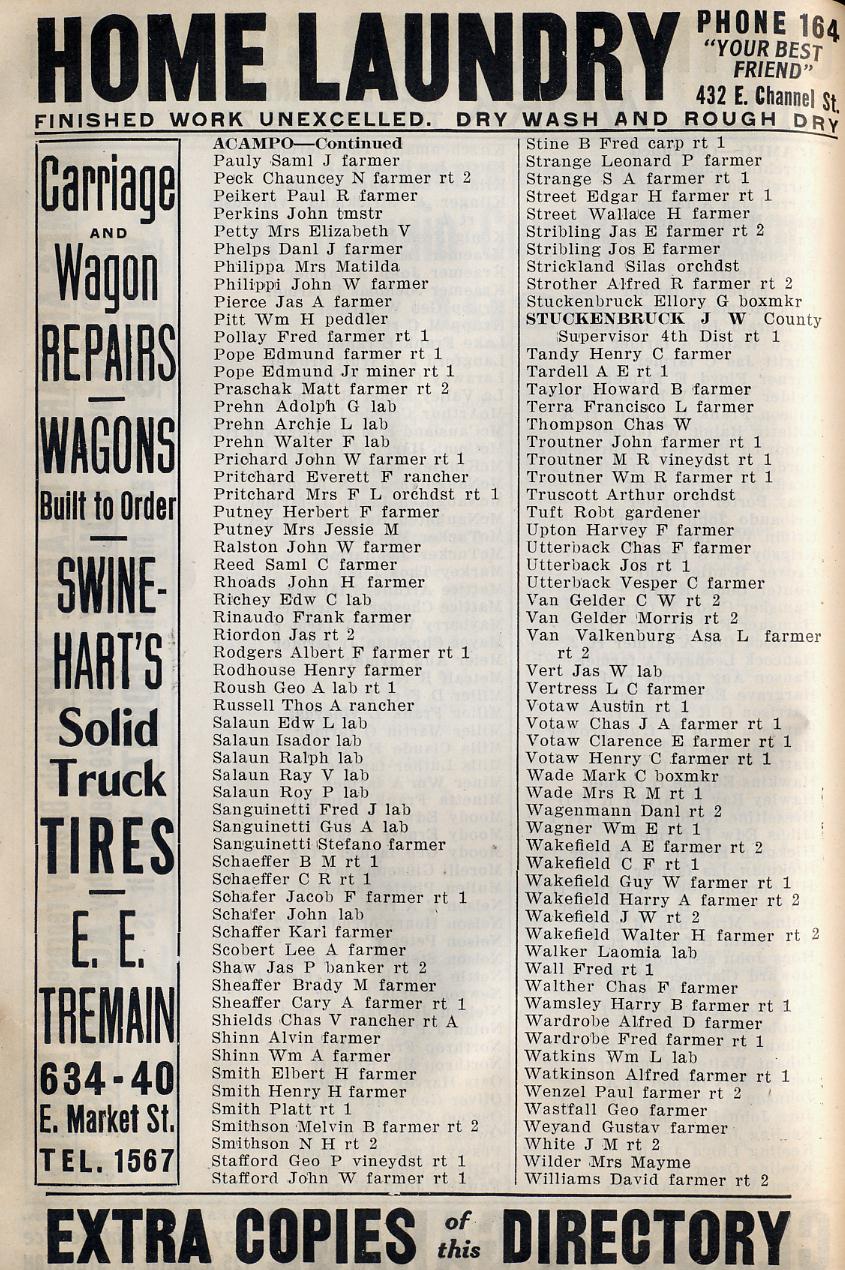 HOME LAUNDRY
PHONE 164
"YOUR BEST
FRIEND"
432 E. Channel St.
FINISHED WORK UNEXCELLED. DRY WASH AND ROUGH DRY
Carriage
AND
Wagon
REPAIRS
WAGONS
Built to Order
SWINE-
HART'S
Solid
Truck
TIRES
E. E.
TREMAIN
634-40
E. Market St.
TEL. 1567
ACAMPO—Continued
Pauly Saml J farmer
Peck Chauncey N farmer rt 2
Peikert Paul R farmer
Perkins John tmstr
Petty Mrs Elizabeth V
Phelps Danl J farmer
Philippa Mrs Matilda
Philippi John W farmer
Pierce Jas A farmer
Pitt Wm H peddler
Pollay Fred farmer rt 1
Pope Edmund farmer rt 1
Pope Edmund Jr miner rt 1
Praschak Matt farmer rt 2
Prehn Adolph G lab
Prehn Archie L lab
Prehn Walter F lab
Prichard John W farmer rt 1
Pritchard Everett F rancher
Pritchard Mrs F L orchdst rt 1
Putney Herbert F farmer
Putney Mrs Jessie M
Ralston John W farmer
Reed Saml C farmer
Rhoads John H farmer
Richey Edw C lab
Rinaudo Frank farmer
Riordon Jas rt 2
Rodgers Albert F farmer rt 1
Rodhouse Henry farmer
Roush Geo A lab rt 1
Russell Thos A rancher
Salaun Edw L lab
Salaun Isador lab
Salaun Ralph lab
Salaun Ray V lab
Salaun Roy P lab
Sanguinetti Fred J lab
Sanguinetti Gus A lab
Sanguinetti Stefano farmer
Schaeffer B M rt 1
Schaeffer C R rt 1
Schafer Jacob F farmer rt 1
Schafer John lab
Schaffer Karl farmer
Scobert Lee A farmer
Shaw Jas P banker rt 2
Sheaffer Brady M farmer
Sheaffer Cary A farmer rt 1
Shields Chas V rancher rt A
Shinn Alvin farmer
Shinn Wm A farmer
Smith Elbert H farmer
Smith Henry H farmer
Smith Platt rt 1
Smithson Melvin B farmer rt 2
Smithson N H rt 2
Stafford Geo P vineydst rt 1
Stafford John W farmer rt 1
Stine B Fred carp rt 1
Strange Leonard P farmer
Strange S A farmer rt 1
Street Edgar H farmer rt 1
Street Wallace H farmer
Stribling Jas E farmer rt 2
Stribling Jos E farmer
Strickland Silas orchdst
Strother Alfred R farmer rt 2
Stuckenbruck Ellory G boxmkr
STUCKENBRUCK J W County
Supervisor 4th Dist rt 1
Tandy Henry C farmer
Tardell A E rt 1
Taylor Howard B farmer
Terra Francisco L farmer
Thompson Chas W
Troutner John farmer rt 1
Troutner M R vineydst rt 1
Troutner Wm R farmer rt 1
Truscott Arthur orchdst
Tuft Robt gardener
Upton Harvey F farmer
Utterback Chas F farmer
Utterback Jos rt 1
Utterback Vesper C farmer
Van Gelder C W rt 2
Van Gelder Morris rt 2
Van Valkenburg Asa L farmer
rt 2
Vert Jas W lab
Vertress L C farmer
Votaw Austin rt 1
Votaw Chas J A farmer rt 1
Votaw Clarence E farmer rt 1
Votaw Henry C farmer rt 1
Wade Mark C boxmkr
Wade Mrs R M rt 1
Wagenmann Danl rt 2
Wagner Wm E rt 1
Wakefield A E farmer rt 2
Wakefield C F rt 1
Wakefield Guy W farmer rt 1
Wakefield Harry A farmer rt 2
Wakefield J W rt 2
Wakefield Walter H farmer rt 2
Walker Laomia lab
Wall Fred rt 1
Walther Chas F farmer
Wamsley Harry B farmer rt 1
Wardrobe Alfred D farmer
Wardrobe Fred farmer rt 1
Watkins Wm L lab
Watkinson Alfred farmer rt 1
Wenzel Paul farmer rt 2
Wastfall Geo farmer
Weyand Gustav farmer
White J M rt 2
Wilder Mrs Mayme
Williams David farmer rt 2
EXTRA COPIES of this DIRECTORY